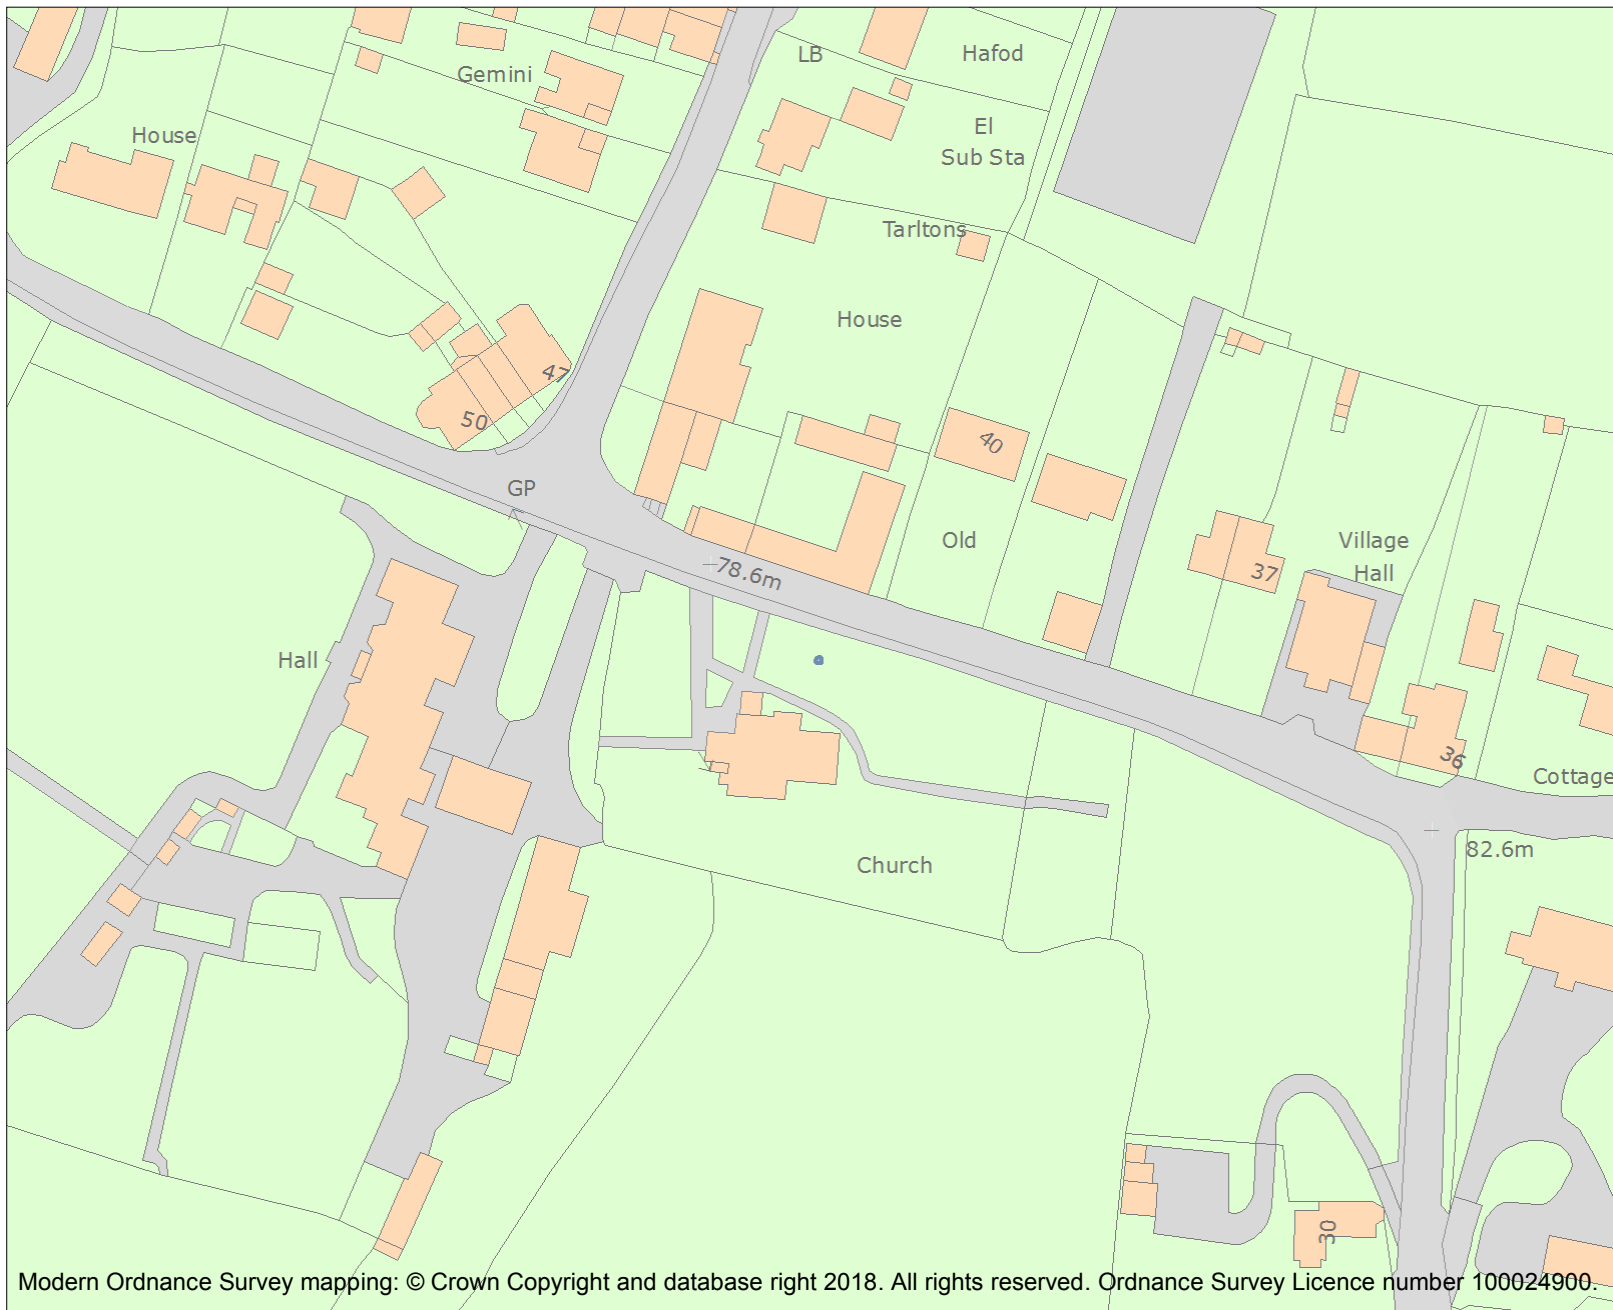 LB
Hafod
Gemini
House
El
Sub Sta
Tarltons
House
47
50
40
GP
Old
Village
Hall
78.6m
37
Hall
36
Cottage
82.6m
Church
30
Modern Ordnance Survey mapping: © Crown Copyright and database right 2018. All rights reserved. Ordnance Survey Licence number 100024900.